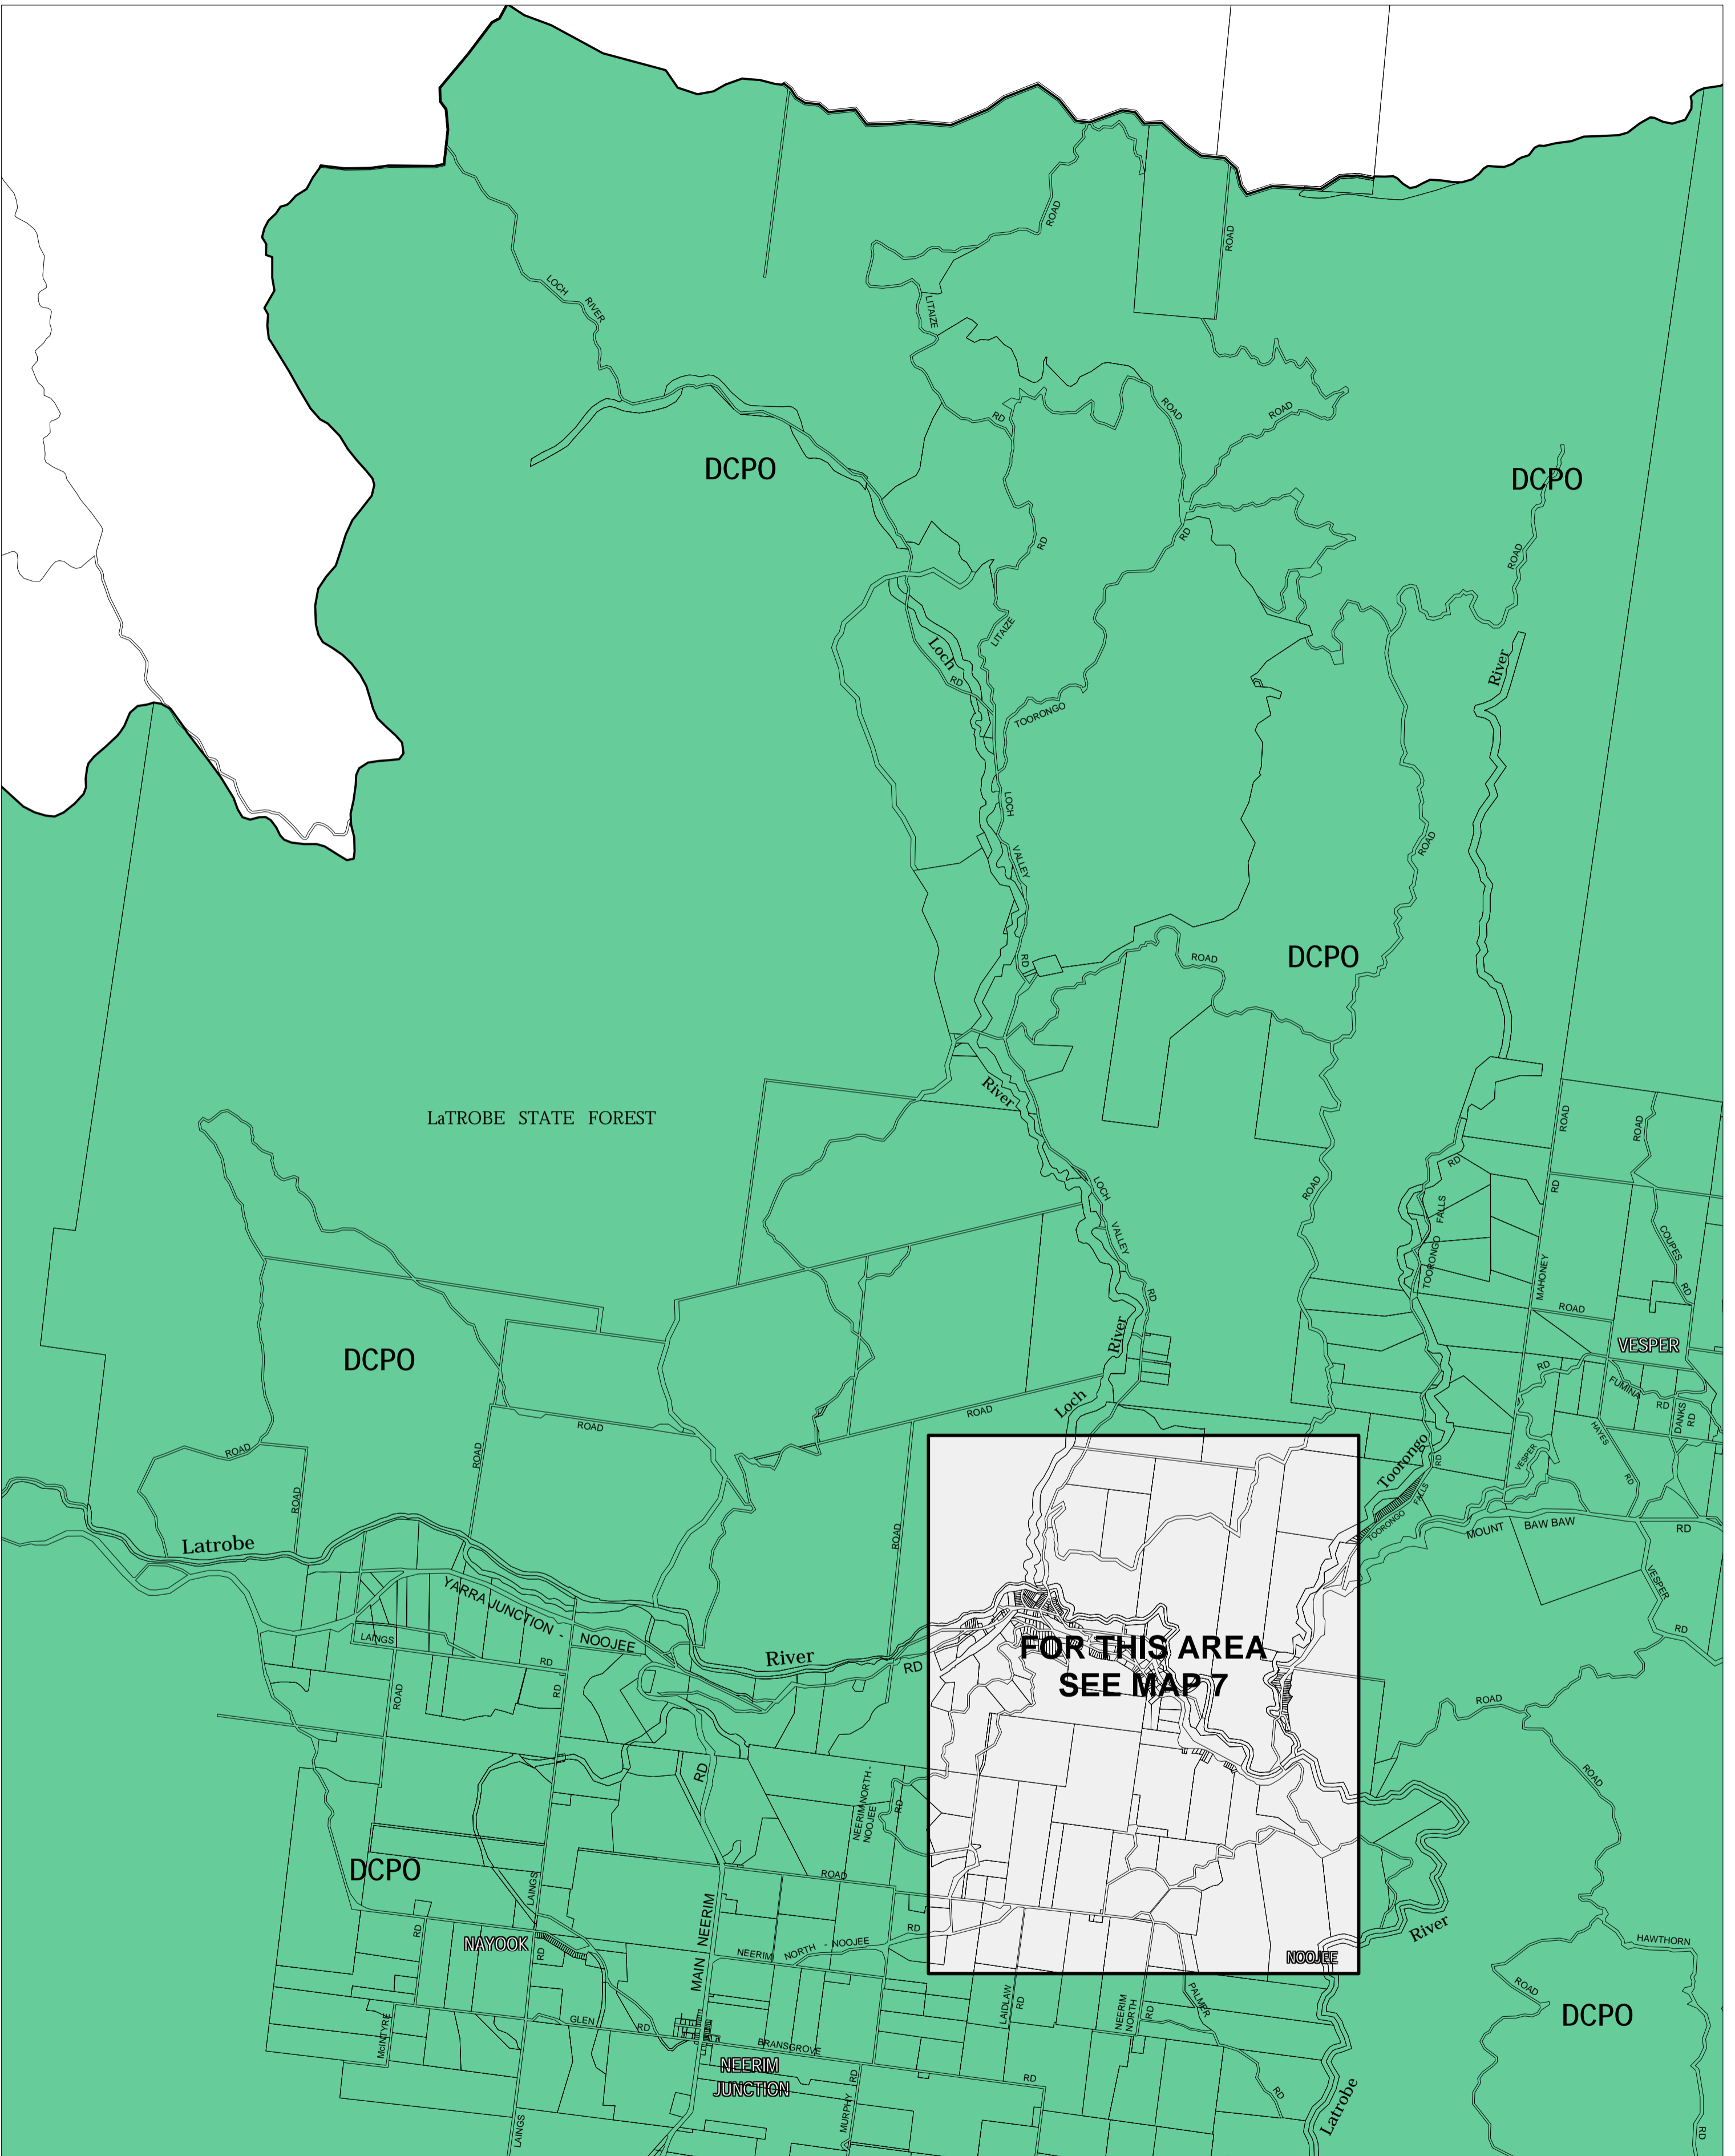 ROAD
ROAD
LOCH
RIVER
LITAIZE
RD
ROAD
ROAD
DCPO
DCPO
RD
RD
ROAD
LITAIZE
Loch
RD
River
TOORONGO
LOCH
VALLEY
ROAD
RD
ROAD
DCPO
River
LaTROBE STATE FOREST
ROAD
ROAD
RD
LOCH
VALLEY
RD
ROAD
RD
TOORONGO FALLS
COUPES
RD
MAHONEY
ROAD
VESPER
River
DCPO
RD
FUMINA
RD
DANKS
RD
Loch
ROAD
ROAD
ROAD
ROAD
HAYES
RD
VESPER
Toorongo
RD
FALLS
TOORONGO
MOUNT BAW BAW
RD
ROAD
ROAD
Latrobe
YARRA JUNCTION -
NOOJEE
LAINGS
RD
RD
ROAD
River
RD
VESPER
RD
FOR THIS AREA
SEE MAP 7
ROAD
ROAD
RD
NEERIM NORTH -
NOOJEE
RD
ROAD
DCPO
LAINGS
RD
NAYOOK
RD
MAIN NEERIM
NEERIM NORTH - NOOJEE
RD
River
NOOJEE
HAWTHORN
ROAD
DCPO
LAIDLAW
RD
NEERIM
NORTH
RD
PALMER
RD
McINTYRE
GLEN
RD
BRANSGROVE
RD
NEERIM
JUNCTION
RD
MURPHY
LAINGS
Latrobe
RD